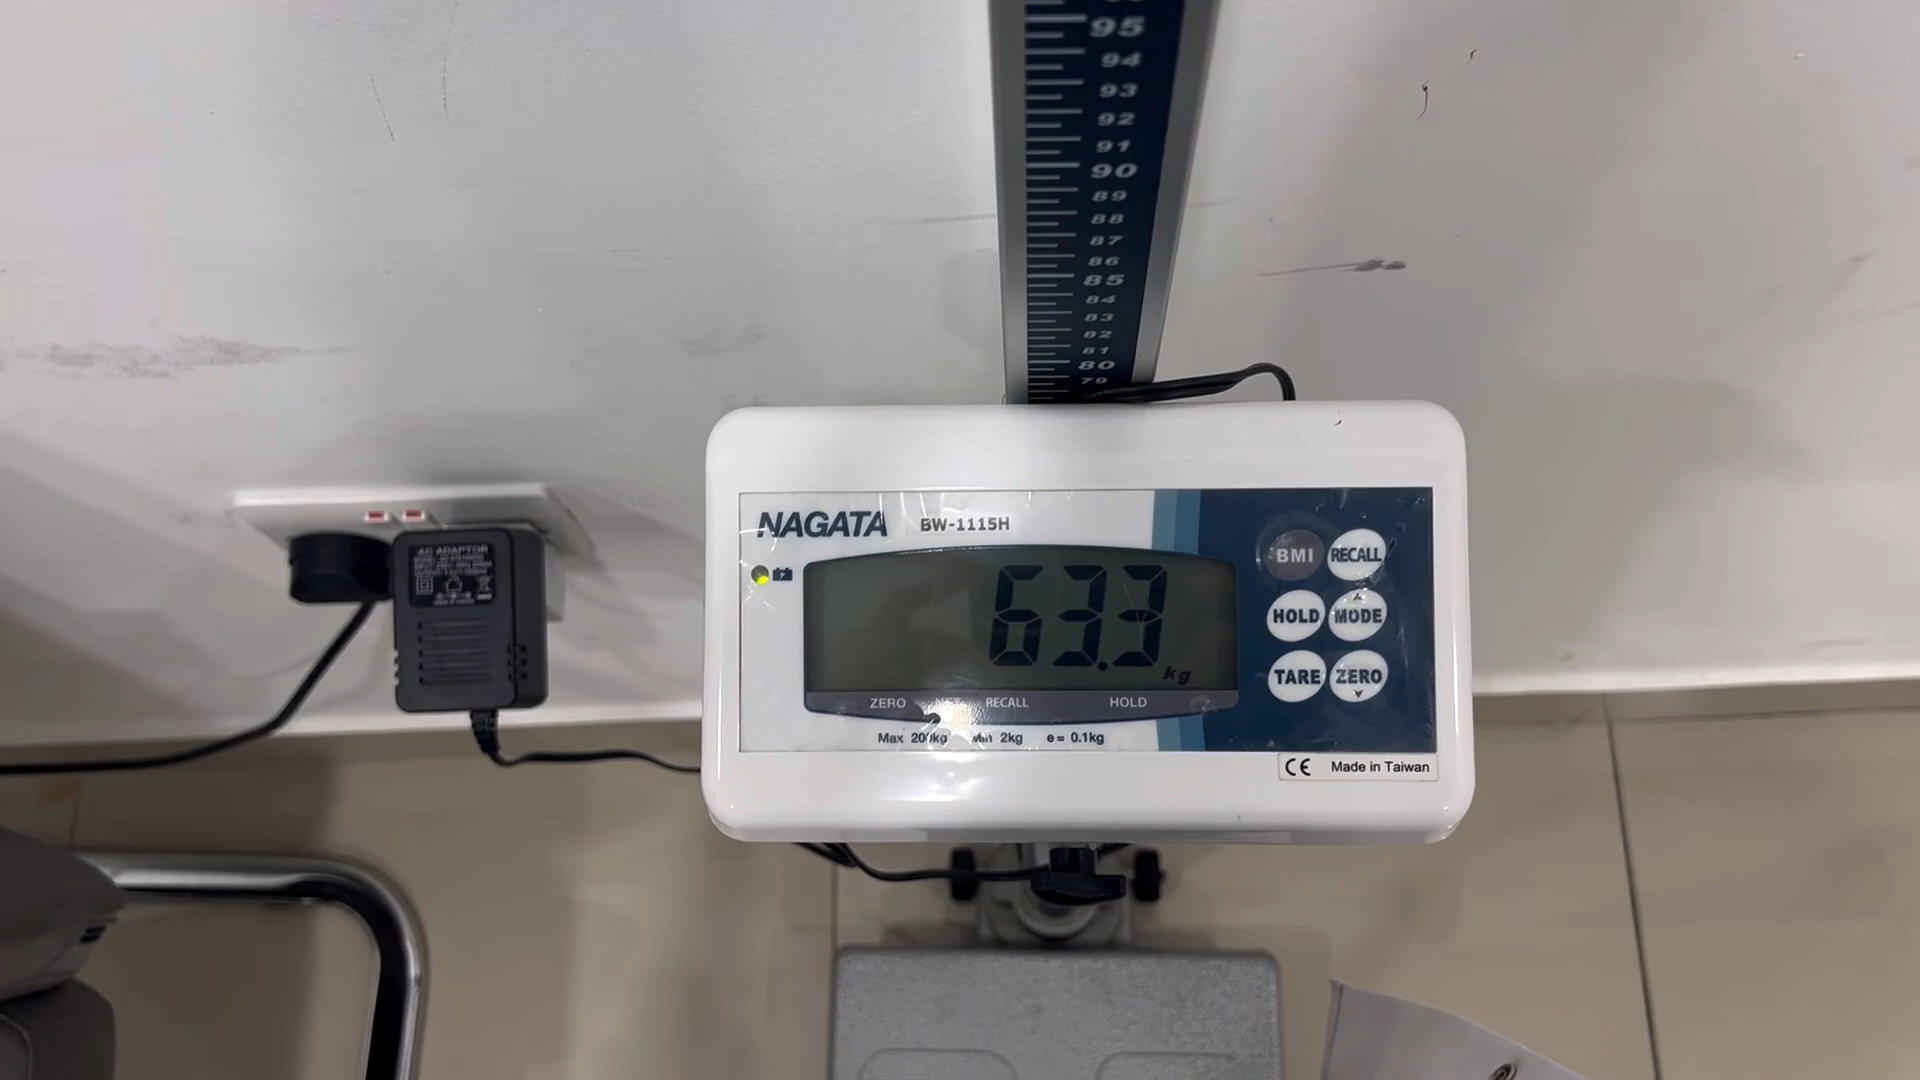 95
94
93
92
91
90
89
88
87
86
85
84
83
82
81
80
79
AC ADAPTOR
NAGATA BW-1115H
63.3 kg
ZERO NET RECALL HOLD
Max 200kg Min 2kg e= 0.1kg
BMI RECALL
HOLD MODE
TARE ZERO
CE Made in Taiwan